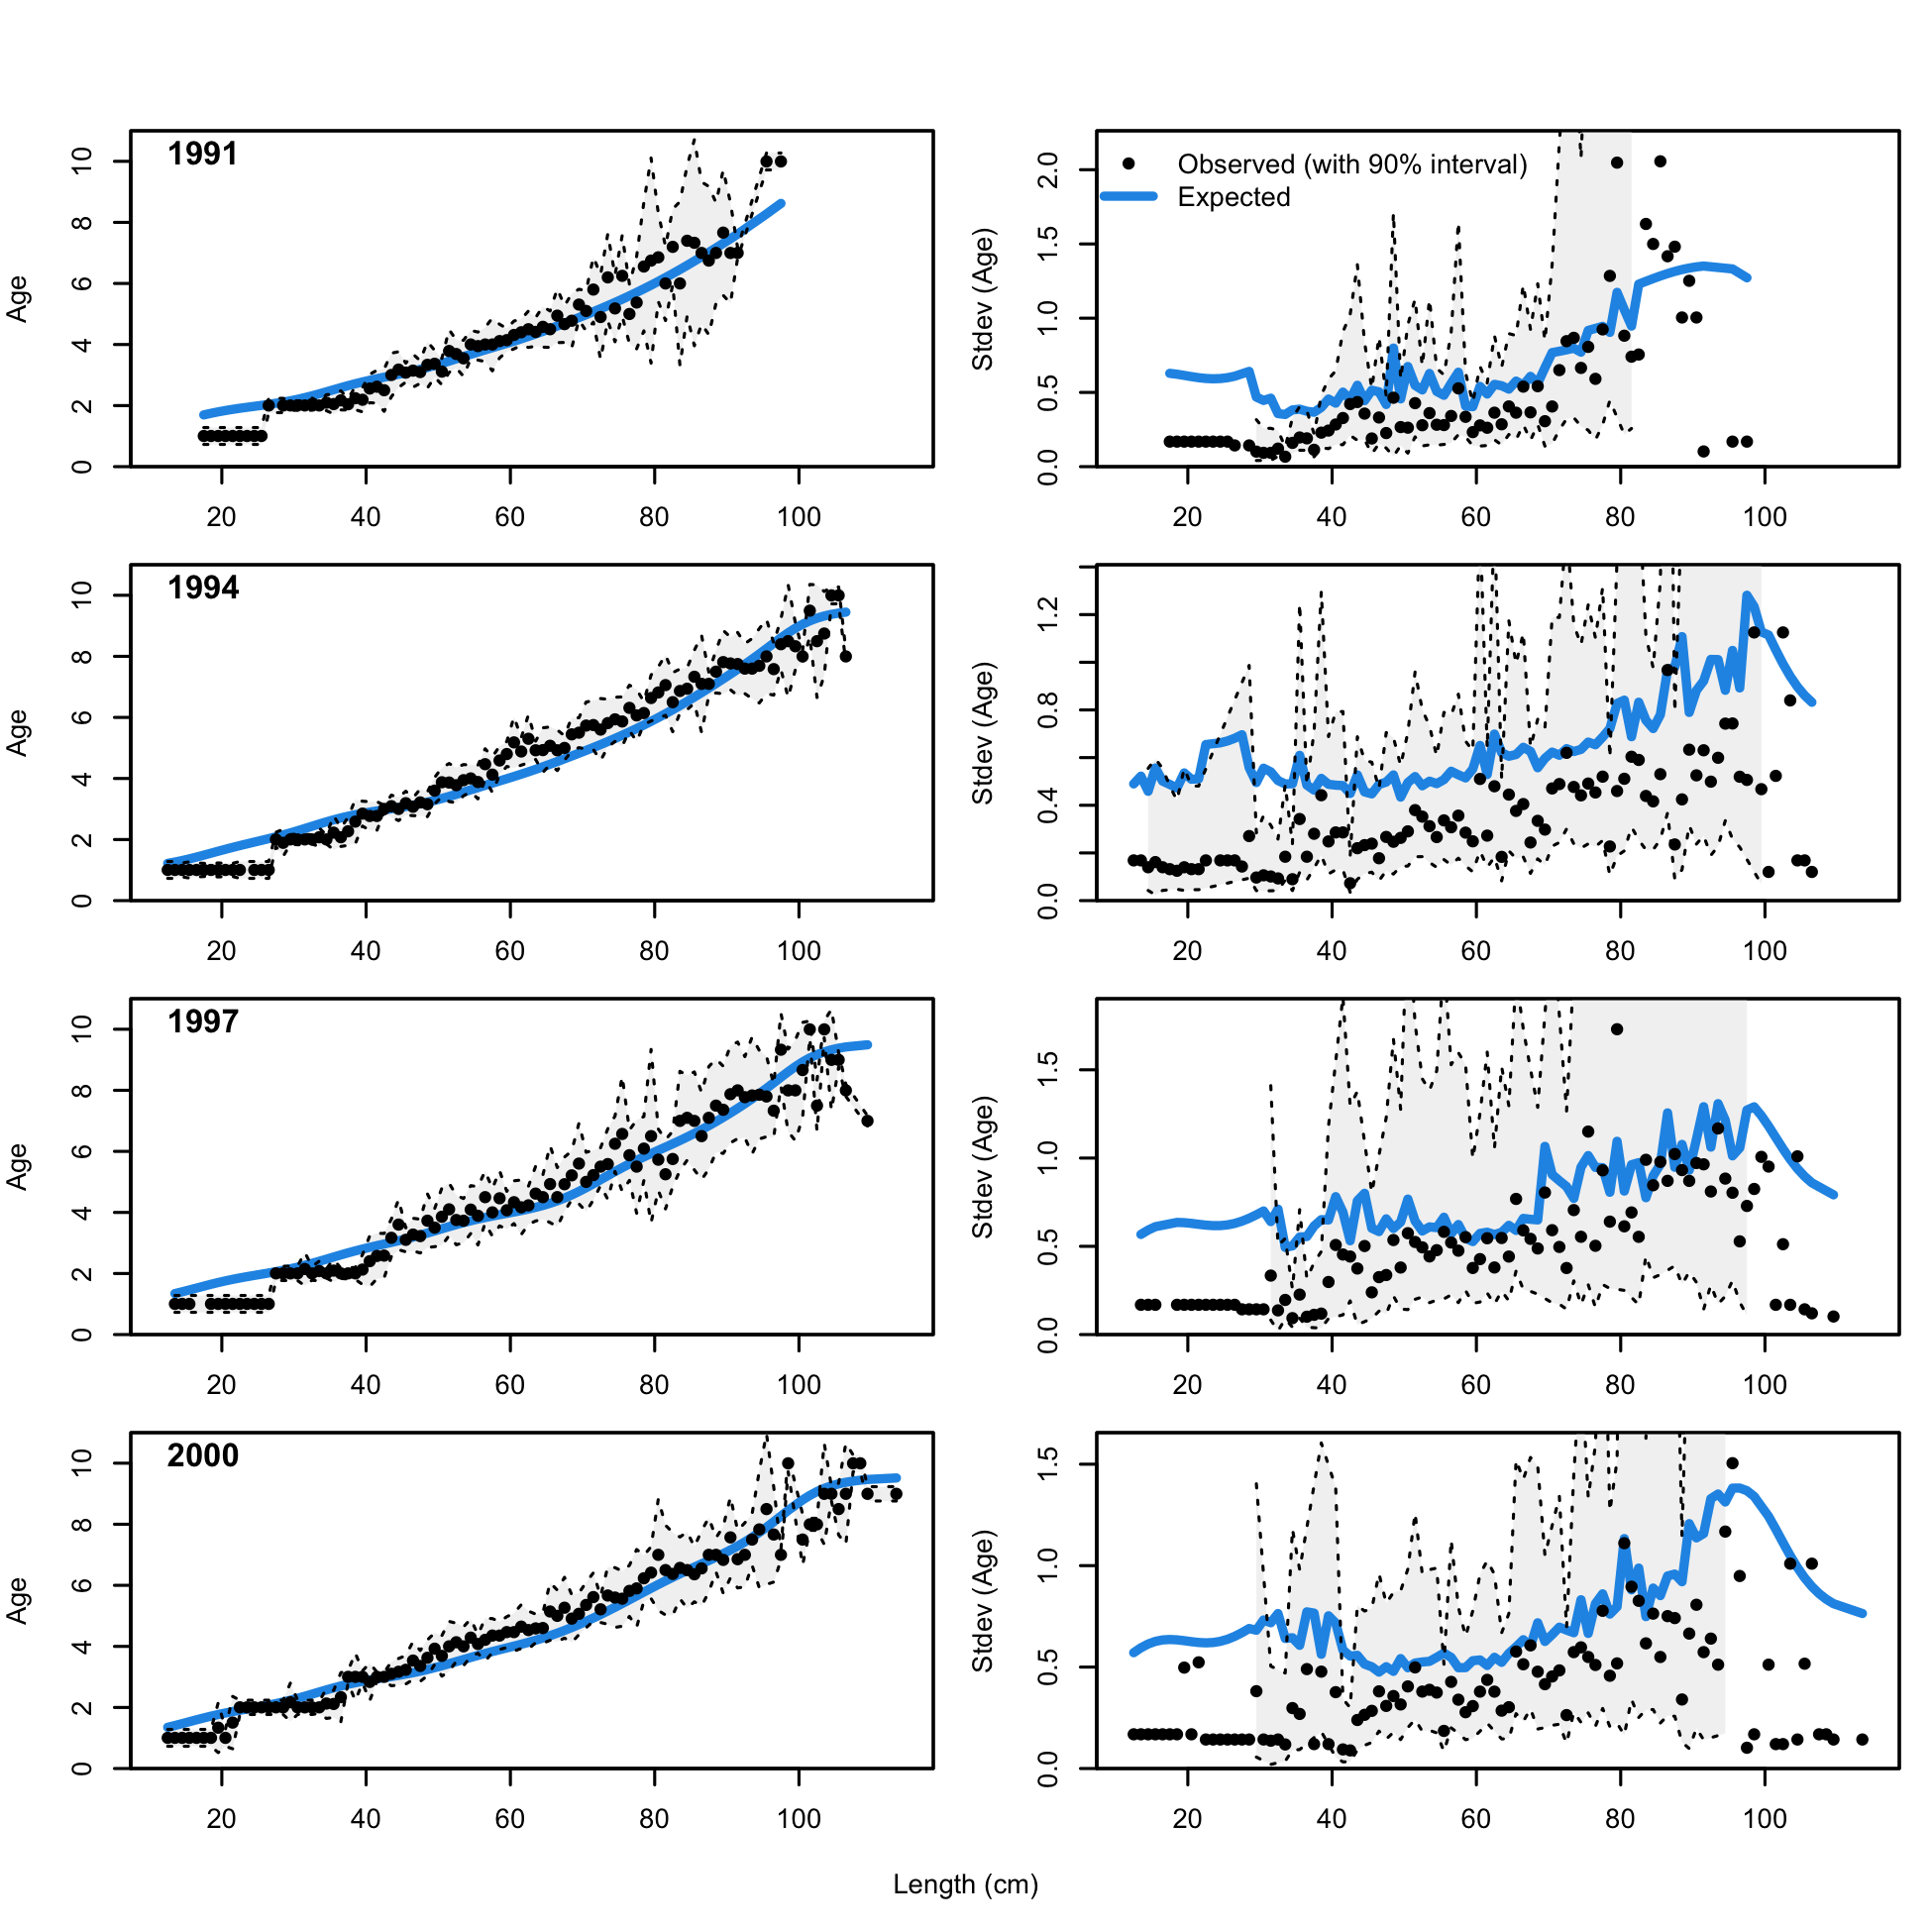 1991
Age
0 2 4 6 8 10
20 40 60 80 100
Observed (with 90% interval)
Expected
Stdev (Age)
0.0 0.5 1.0 1.5 2.0
20 40 60 80 100
1994
Age
0 2 4 6 8 10
20 40 60 80 100
Stdev (Age)
0.0 0.4 0.8 1.2
20 40 60 80 100
1997
Age
0 2 4 6 8 10
20 40 60 80 100
Stdev (Age)
0.0 0.5 1.0 1.5
20 40 60 80 100
2000
Age
0 2 4 6 8 10
20 40 60 80 100
Stdev (Age)
0.0 0.5 1.0 1.5
20 40 60 80 100
Length (cm)